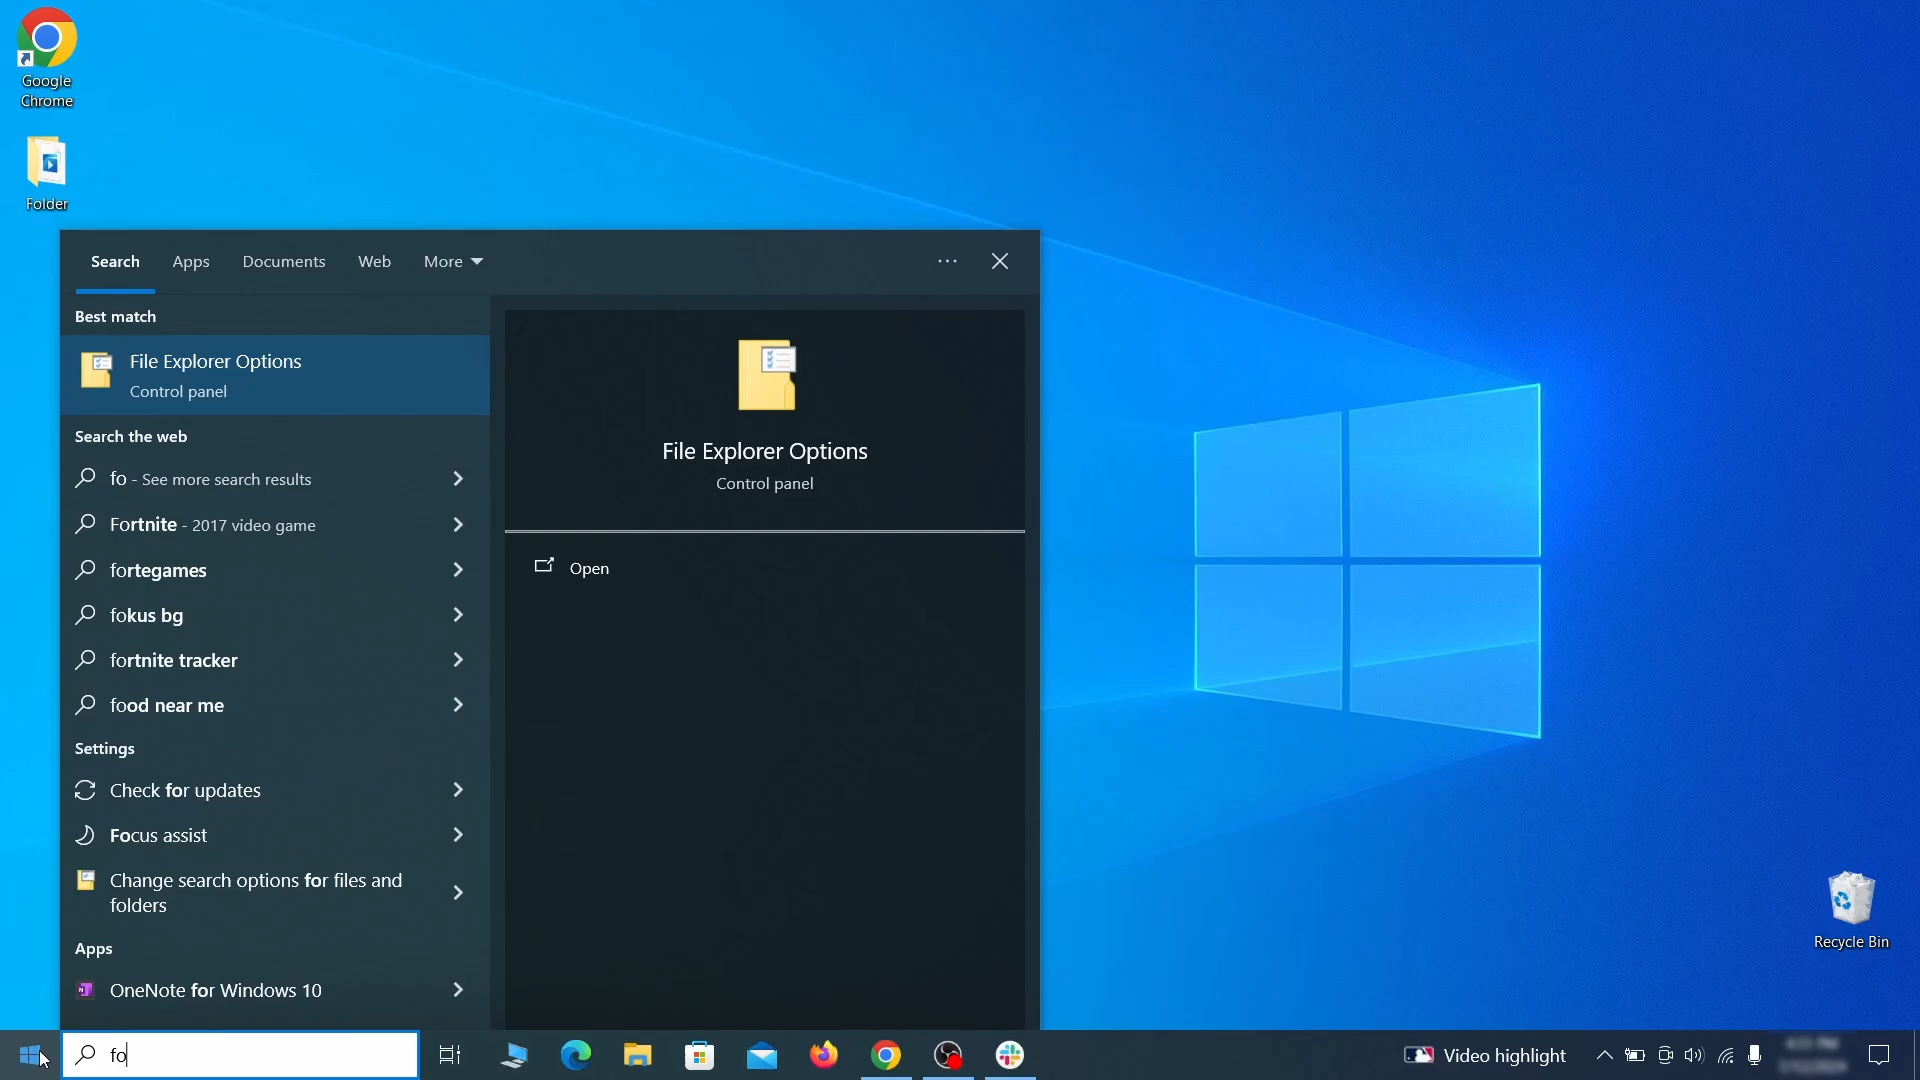 Google
Chrome
Folder
Search Apps Documents Web More
Best match
File Explorer Options
Control panel
Search the web
fo - See more search results
Fortnite - 2017 video game
fortegames
fokus bg
fortnite tracker
food near me
Settings
Check for updates
Focus assist
Change search options for files and
folders
Apps
OneNote for Windows 10
File Explorer Options
Control panel
Open
Recycle Bin
fo
Video highlight